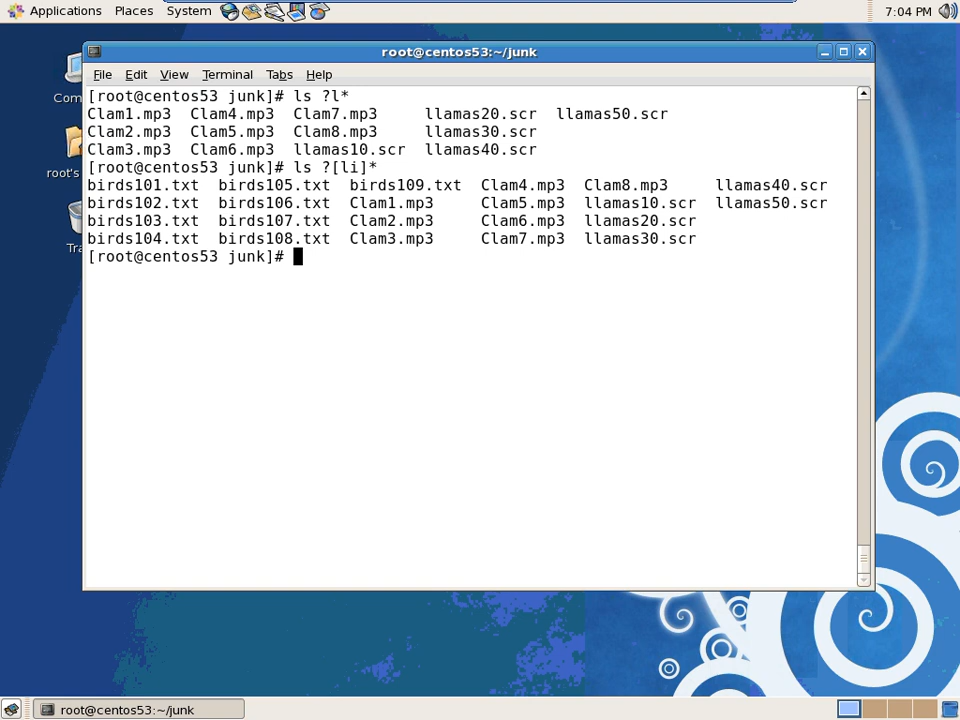 Applications Places System 7:04 PM
root@centos53:~/junk
File Edit View Terminal Tabs Help
[root@centos53 junk]# ls ?l*
Clam1.mp3 Clam4.mp3 Clam7.mp3 llamas20.scr llamas50.scr
Clam2.mp3 Clam5.mp3 Clam8.mp3 llamas30.scr
Clam3.mp3 Clam6.mp3 llamas10.scr llamas40.scr
[root@centos53 junk]# ls ?[li]*
birds101.txt birds105.txt birds109.txt Clam4.mp3 Clam8.mp3 llamas40.scr
birds102.txt birds106.txt Clam1.mp3 Clam5.mp3 llamas10.scr llamas50.scr
birds103.txt birds107.txt Clam2.mp3 Clam6.mp3 llamas20.scr
birds104.txt birds108.txt Clam3.mp3 Clam7.mp3 llamas30.scr
[root@centos53 junk]#
Com
root's
Tra
root@centos53:~/junk